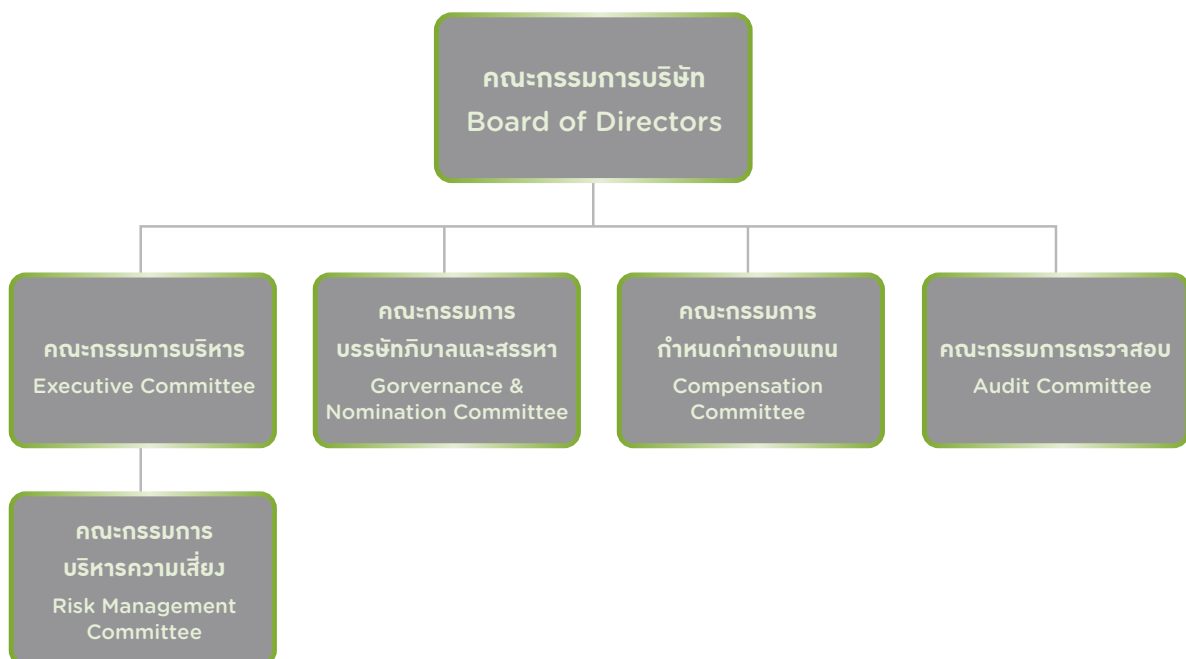 คณะกรรมการบริษัท
Board of Directors
คณะกรรมการบริหาร
Executive Committee
คณะกรรมการ
บรรษัทภิบาลและสรรหา
Gorvernance &
Nomination Committee
คณะกรรมการ
กำหนดค่าตอบแทน
Compensation
Committee
คณะกรรมการตรวจสอบ
Audit Committee
คณะกรรมการ
บริหารความเสี่ยง
Risk Management
Committee